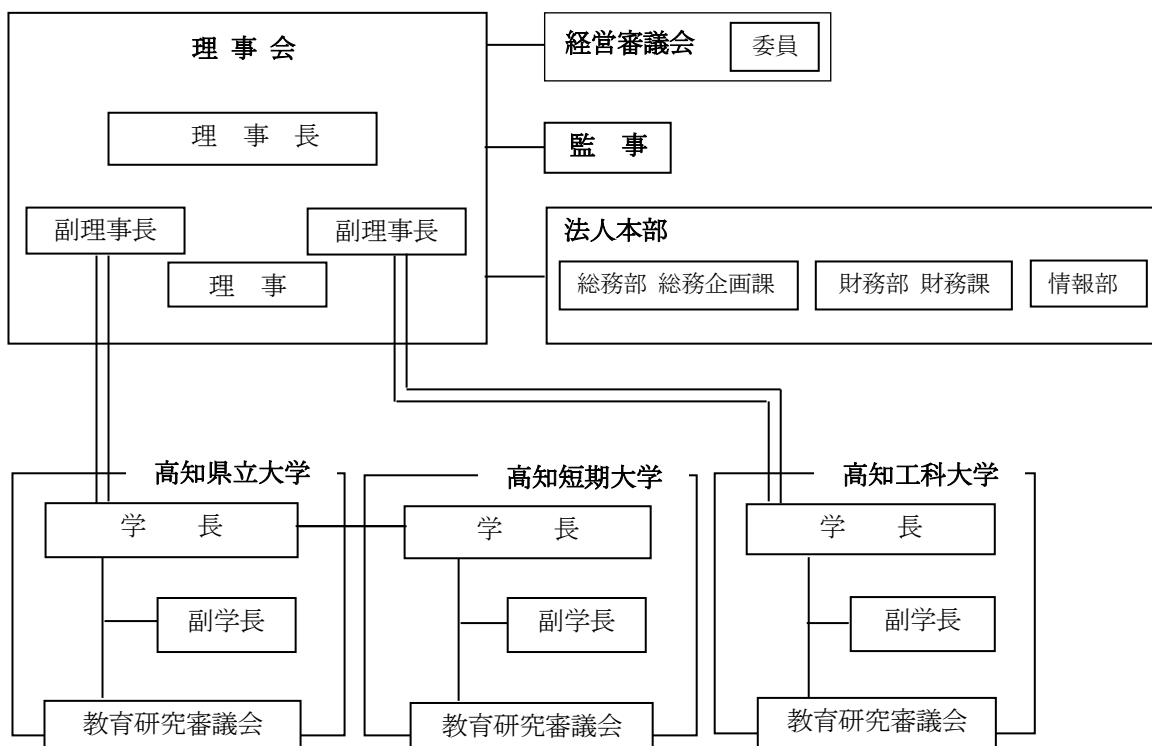 理 事 会
経営審議会 委員
理 事 長
監 事
副理事長 副理事長
法人本部
理 事
総務部 総務企画課 財務部 財務課 情報部
高知県立大学 高知短期大学 高知工科大学
学 長 学 長 学 長
副学長 副学長 副学長
教育研究審議会 教育研究審議会 教育研究審議会